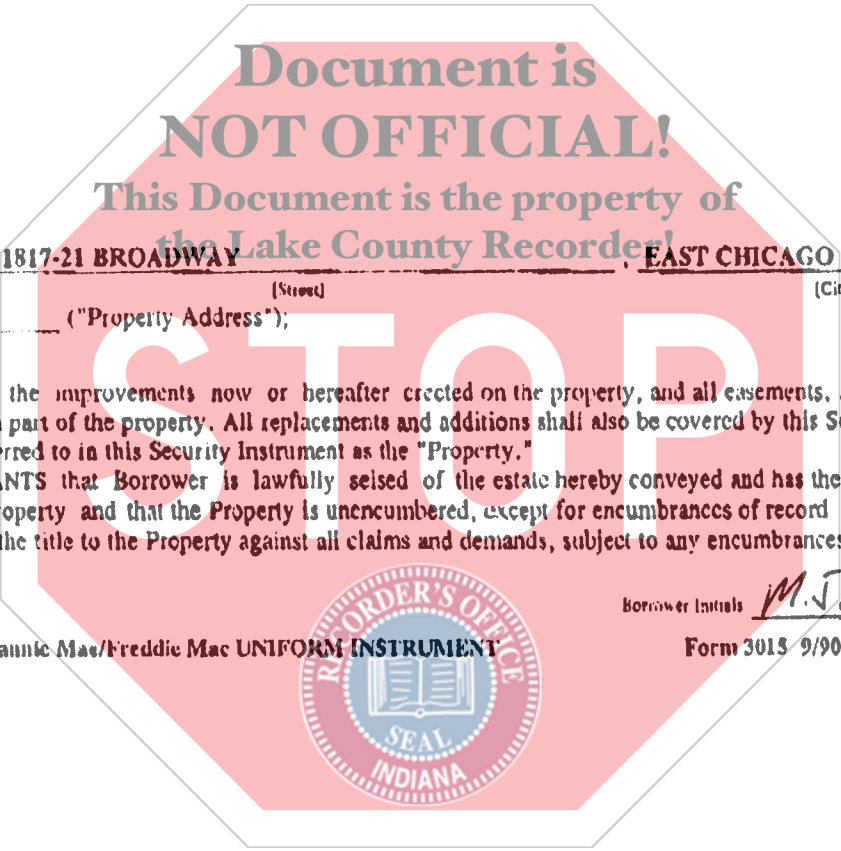 Document is
NOT OFFICIAL!
This Document is the property of
the Lake County Recorder!
1817-21 BROADWAY , EAST CHICAGO
[Street] [Ci
("Property Address");
STOP
the improvements now or hereafter erected on the property, and all easements,
part of the property. All replacements and additions shall also be covered by this S
rred to in this Security Instrument as the "Property."
ANTS that Borrower is lawfully seised of the estate hereby conveyed and has the
operty and that the Property is unencumbered, except for encumbrances of record
the title to the Property against all claims and demands, subject to any encumbrances
Borrower Initials M.J.
annie Mae/Freddie Mac UNIFORM INSTRUMENT Form 3015 9/90
RECORDER'S OFFICE
SEAL
INDIANA